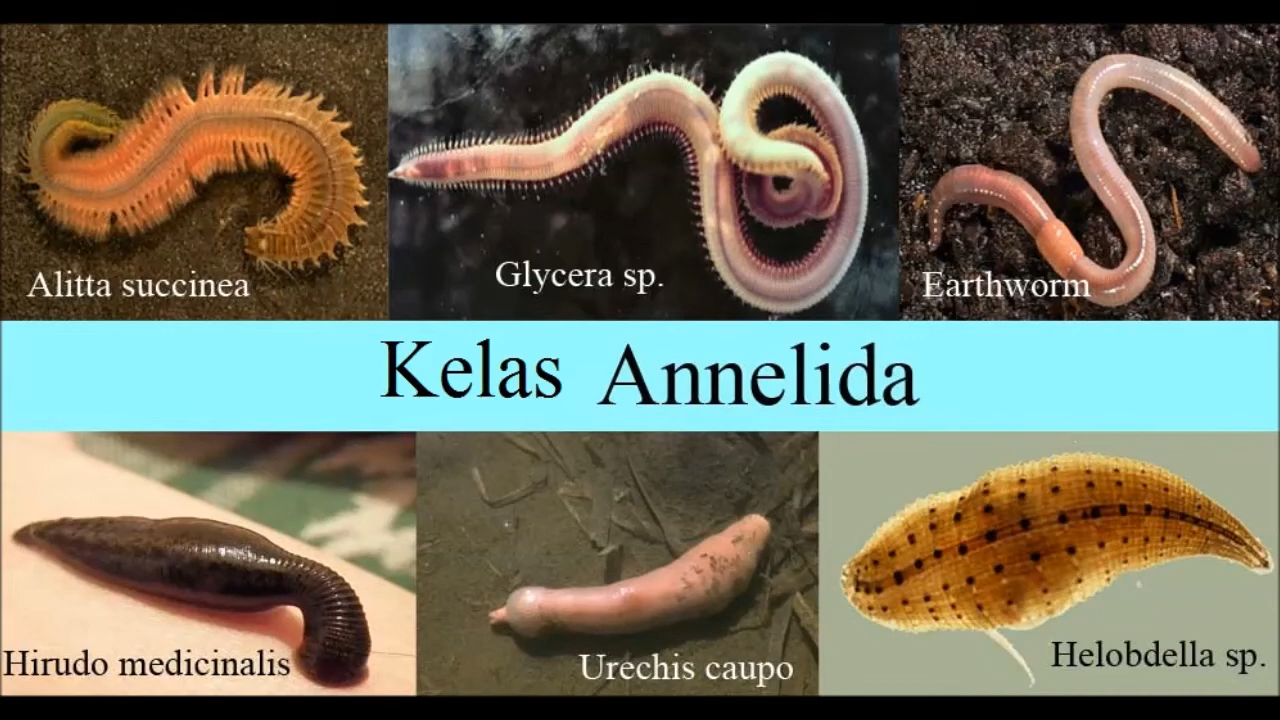 Alitta succinea
Glycera sp.
Earthworm
Kelas Annelida
Hirudo medicinalis
Urechis caupo
Helobdella sp.